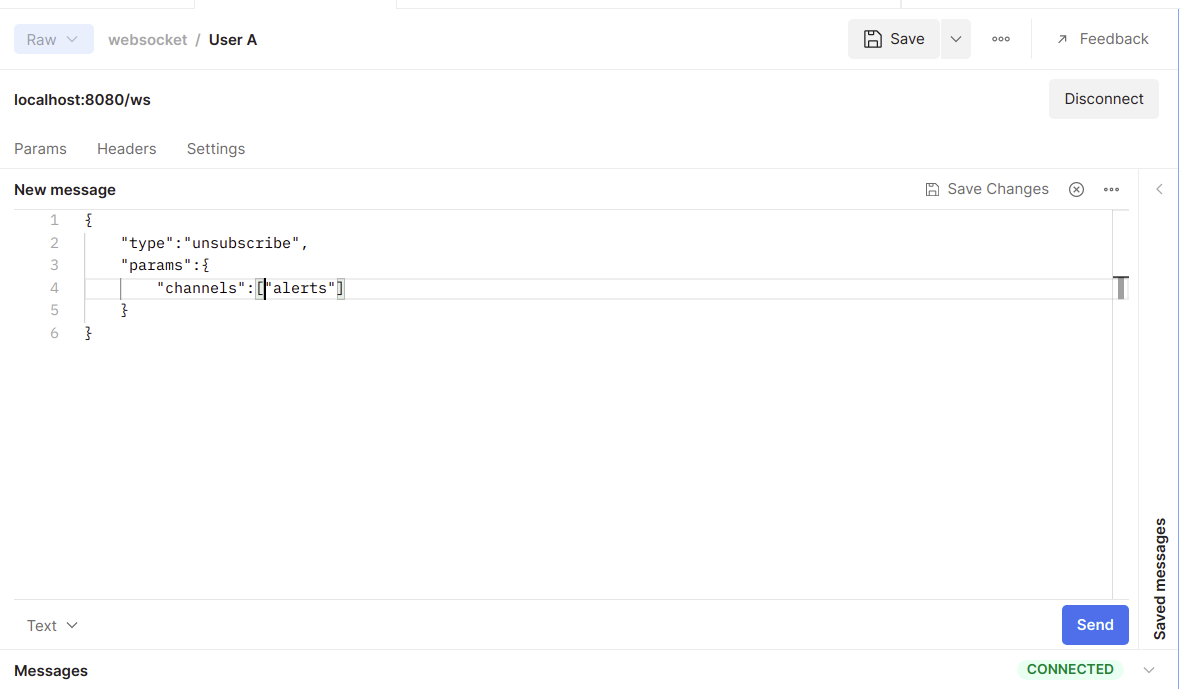 Raw websocket / User A Save Feedback
localhost:8080/ws Disconnect
Params Headers Settings
New message Save Changes
1 {
2 "type":"unsubscribe",
3 "params":{
4 "channels":["alerts"]
5 }
6 }
Text Send
Saved messages
Messages CONNECTED